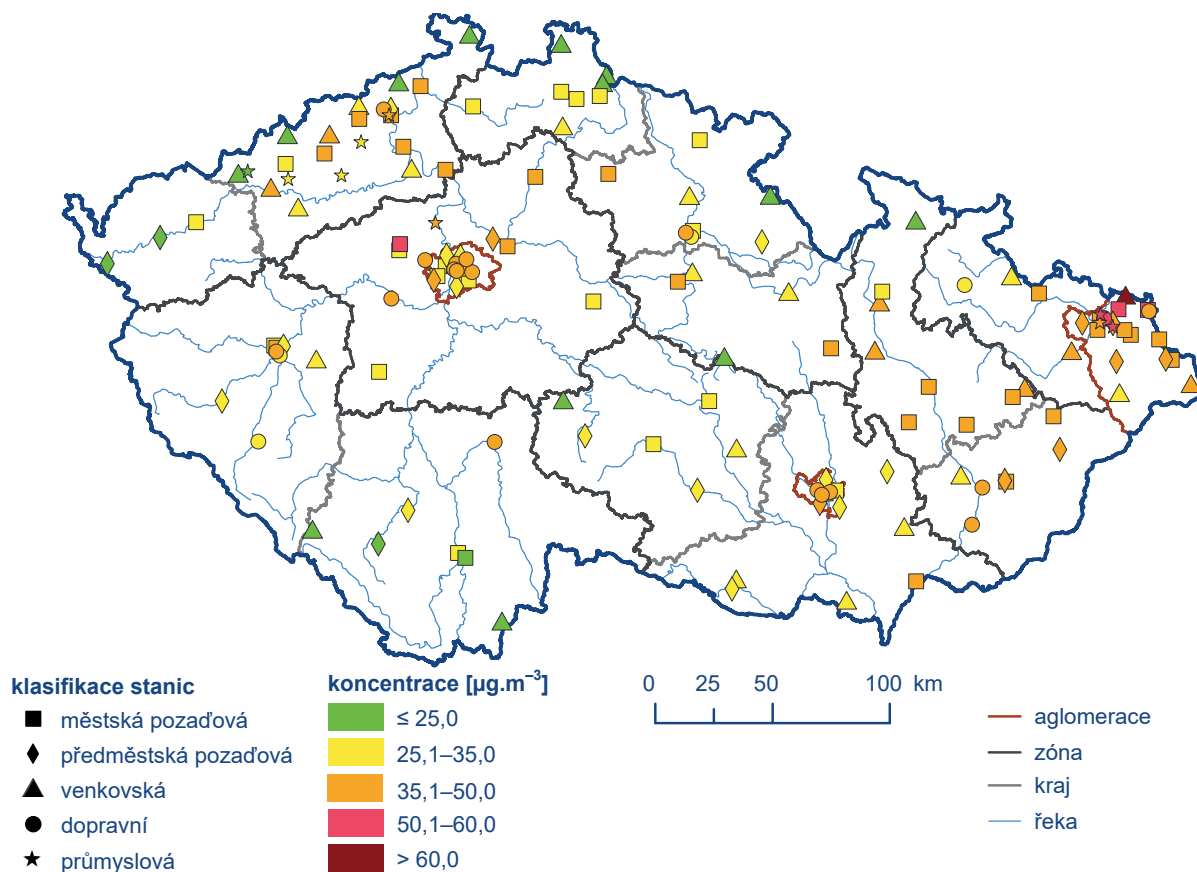 klasifikace stanic
městská pozaďová
předměstská pozaďová
venkovská
dopravní
průmyslová
koncentrace [µg.m⁻³]
≤ 25,0
25,1–35,0
35,1–50,0
50,1–60,0
> 60,0
0 25 50 100 km
aglomerace
zóna
kraj
řeka